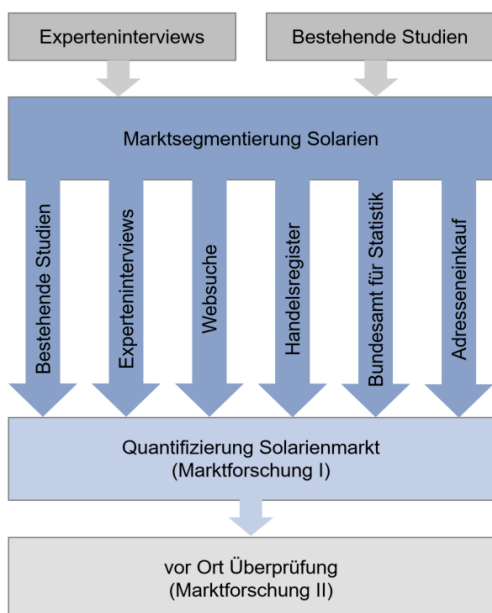 Experteninterviews
Bestehende Studien
Marktsegmentierung Solarien
Bestehende Studien
Experteninterviews
Websuche
Handelsregister
Bundesamt für Statistik
Adresseneinkauf
Quantifizierung Solarienmarkt
(Marktforschung I)
vor Ort Überprüfung
(Marktforschung II)